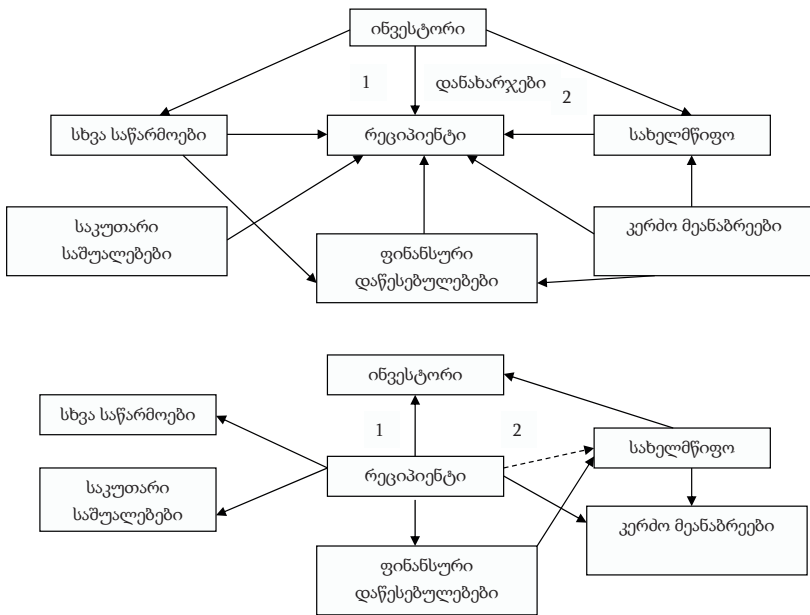 ინვესტორი
1 დანახარჯები
2
სხვა საწარმოები რეციპიენტი სახელმწიფო
საკუთარი
საშუალებები
კერძო მეანაბრეები
ფინანსური
დაწესებულებები
ინვესტორი
სხვა საწარმოები
1 2
სახელმწიფო
რეციპიენტი
საკუთარი
საშუალებები
კერძო მეანაბრეები
ფინანსური
დაწესებულებები